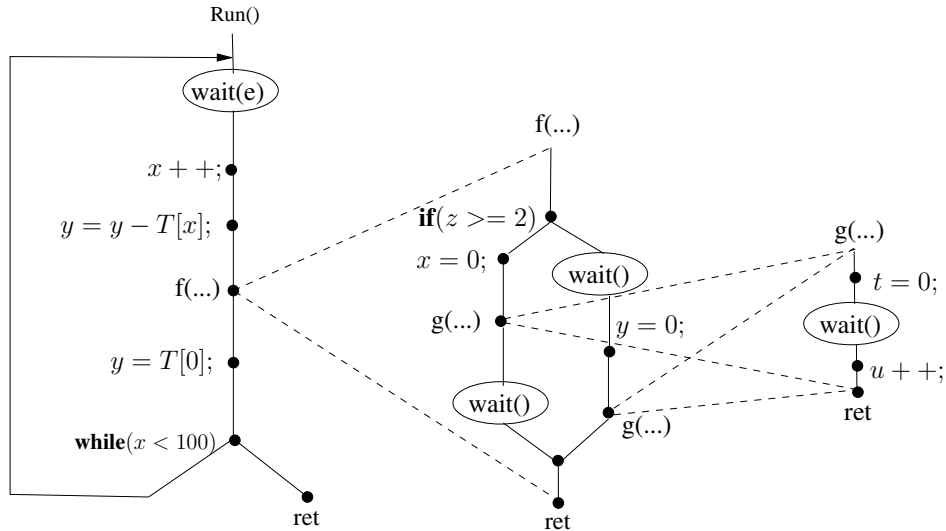 Run()
wait(e)
x + +;
y = y − T[x];
f(...)
y = T[0];
while(x < 100)
ret
f(...)
if(z >= 2)
x = 0;
wait()
g(...)
y = 0;
wait()
g(...)
ret
g(...)
t = 0;
wait()
u + +;
ret